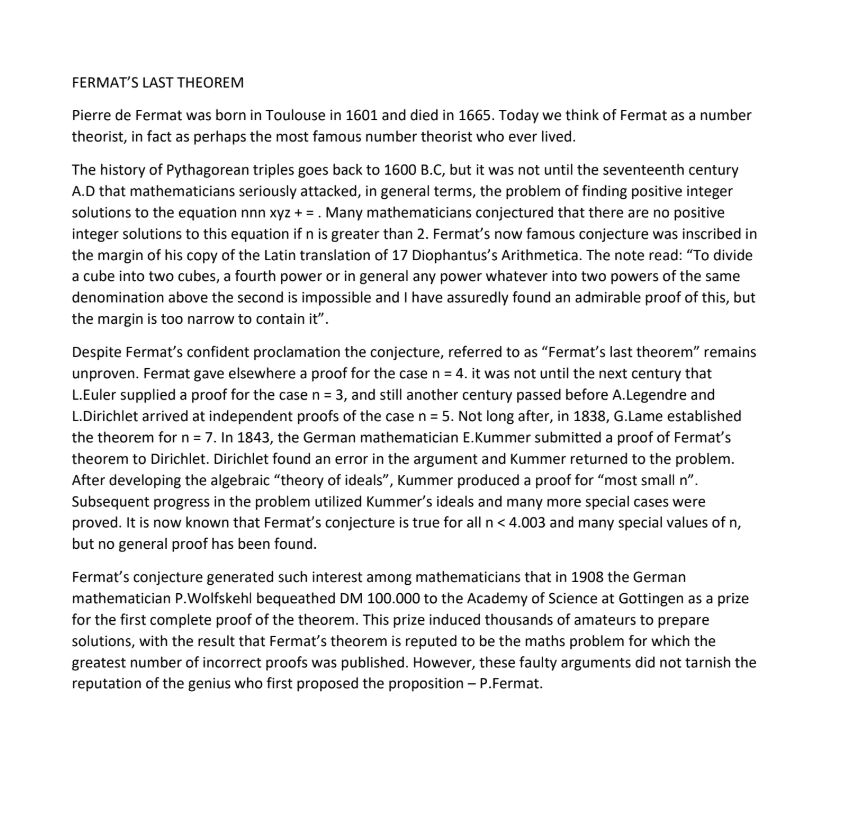 FERMAT’S LAST THEOREM
Pierre de Fermat was born in Toulouse in 1601 and died in 1665. Today we think of Fermat as a number
theorist, in fact as perhaps the most famous number theorist who ever lived.
The history of Pythagorean triples goes back to 1600 B.C, but it was not until the seventeenth century
A.D that mathematicians seriously attacked, in general terms, the problem of finding positive integer
solutions to the equation nnn xyz + = . Many mathematicians conjectured that there are no positive
integer solutions to this equation if n is greater than 2. Fermat’s now famous conjecture was inscribed in
the margin of his copy of the Latin translation of 17 Diophantus’s Arithmetica. The note read: “To divide
a cube into two cubes, a fourth power or in general any power whatever into two powers of the same
denomination above the second is impossible and I have assuredly found an admirable proof of this, but
the margin is too narrow to contain it”.
Despite Fermat’s confident proclamation the conjecture, referred to as “Fermat’s last theorem” remains
unproven. Fermat gave elsewhere a proof for the case n = 4. it was not until the next century that
L.Euler supplied a proof for the case n = 3, and still another century passed before A.Legendre and
L.Dirichlet arrived at independent proofs of the case n = 5. Not long after, in 1838, G.Lame established
the theorem for n = 7. In 1843, the German mathematician E.Kummer submitted a proof of Fermat’s
theorem to Dirichlet. Dirichlet found an error in the argument and Kummer returned to the problem.
After developing the algebraic “theory of ideals”, Kummer produced a proof for “most small n”.
Subsequent progress in the problem utilized Kummer’s ideals and many more special cases were
proved. It is now known that Fermat’s conjecture is true for all n < 4.003 and many special values of n,
but no general proof has been found.
Fermat’s conjecture generated such interest among mathematicians that in 1908 the German
mathematician P.Wolfskehl bequeathed DM 100.000 to the Academy of Science at Gottingen as a prize
for the first complete proof of the theorem. This prize induced thousands of amateurs to prepare
solutions, with the result that Fermat’s theorem is reputed to be the maths problem for which the
greatest number of incorrect proofs was published. However, these faulty arguments did not tarnish the
reputation of the genius who first proposed the proposition – P.Fermat.